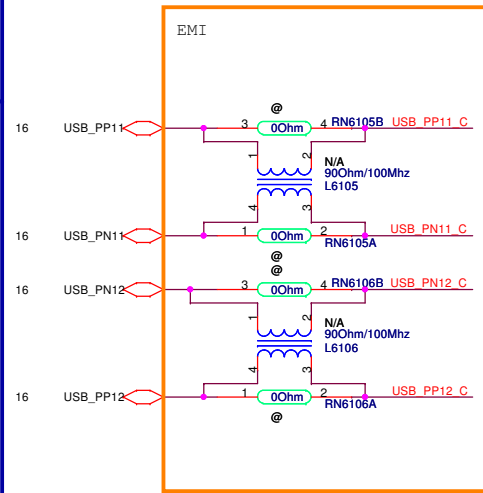 EMI
@
16 USB_PP11 3 0Ohm 4 RN6105B USB_PP11_C
1 2 N/A
90Ohm/100Mhz
L6105
4 3
16 USB_PN11 1 0Ohm 2 USB_PN11_C
RN6105A
@
@
16 USB_PN12 3 0Ohm 4 RN6106B USB_PN12_C
1 2 N/A
90Ohm/100Mhz
L6106
4 3
16 USB_PP12 1 0Ohm 2 USB_PP12_C
RN6106A
@